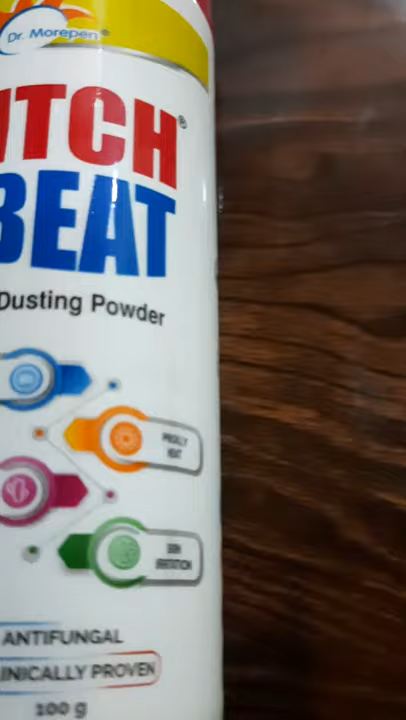 Dr. Morepen®
ITCH®
BEAT
Dusting Powder
PRICKLY
HEAT
SKIN
IRRITATION
ANTIFUNGAL
INICALLY PROVEN
100 g